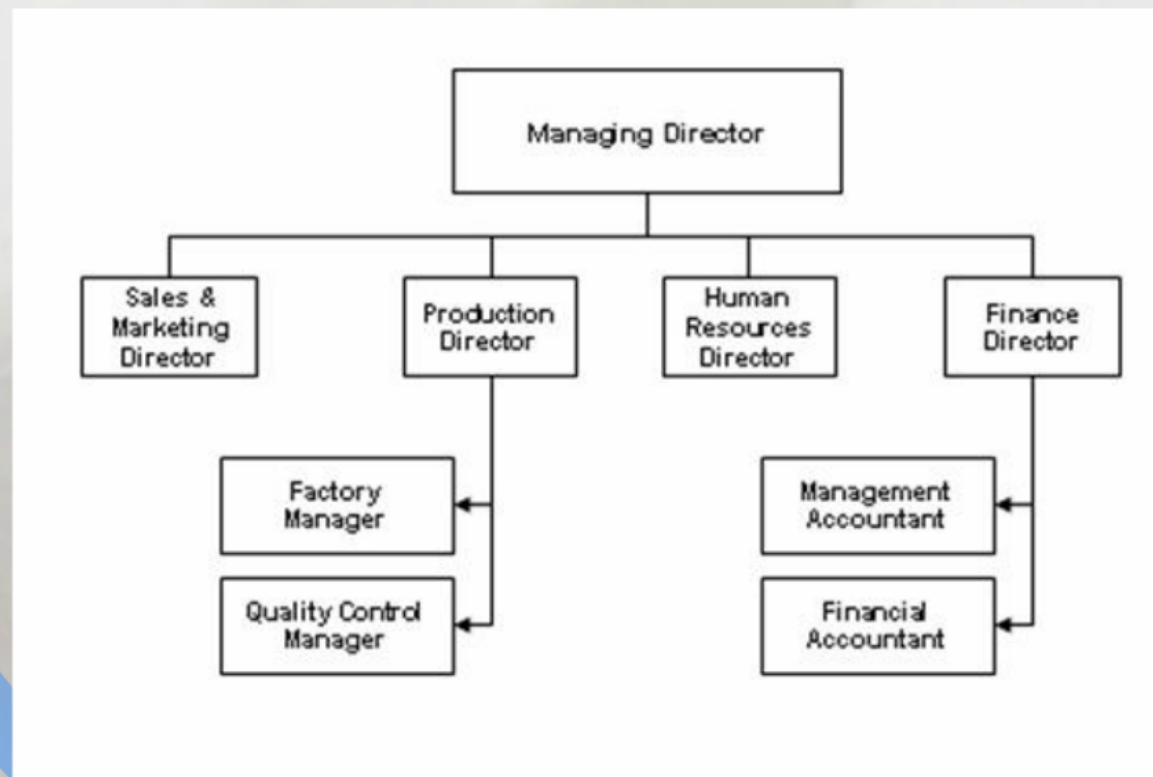 Managing Director
Sales &
Marketing
Director
Production
Director
Human
Resources
Director
Finance
Director
Factory
Manager
Management
Accountant
Quality Control
Manager
Financial
Accountant